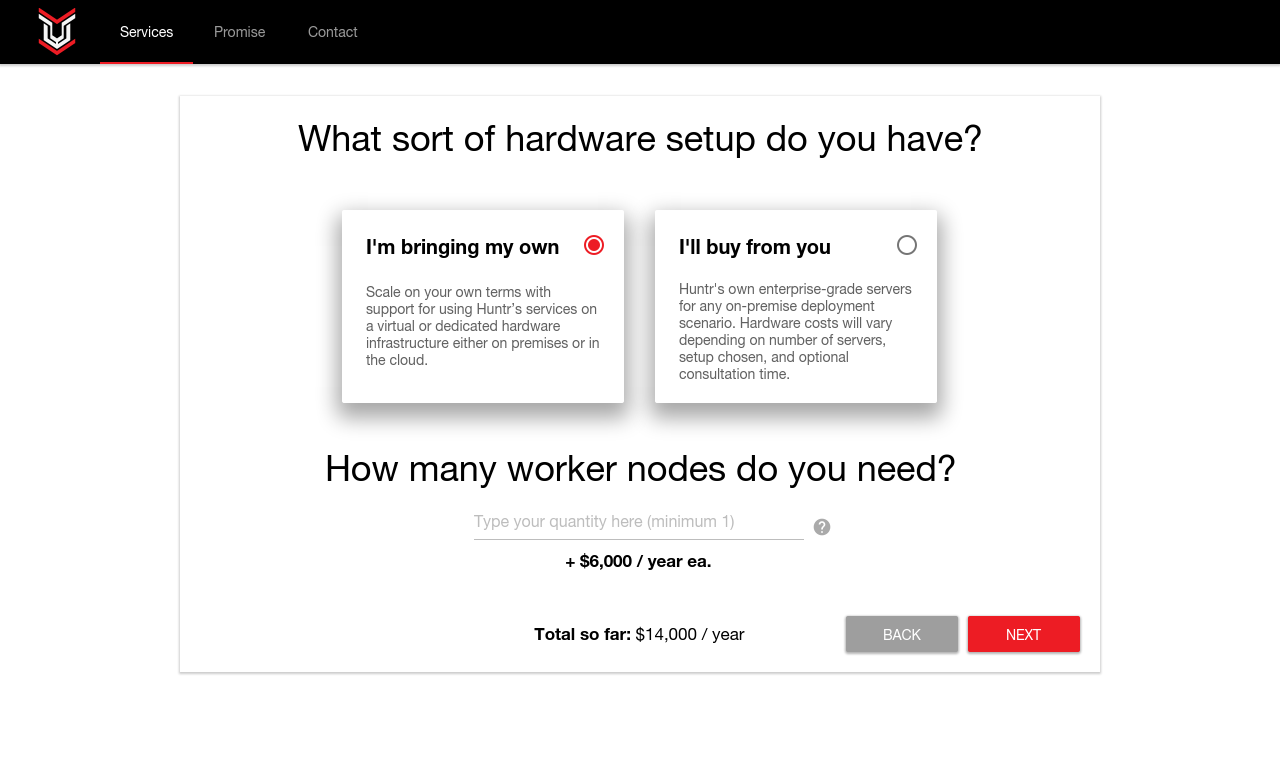 Services
Promise
Contact
What sort of hardware setup do you have?
I'm bringing my own
Scale on your own terms with
support for using Huntr’s services on
a virtual or dedicated hardware
infrastructure either on premises or in
the cloud.
I'll buy from you
Huntr's own enterprise-grade servers
for any on-premise deployment
scenario. Hardware costs will vary
depending on number of servers,
setup chosen, and optional
consultation time.
How many worker nodes do you need?
Type your quantity here (minimum 1)
?
+ $6,000 / year ea.
Total so far: $14,000 / year
BACK
NEXT